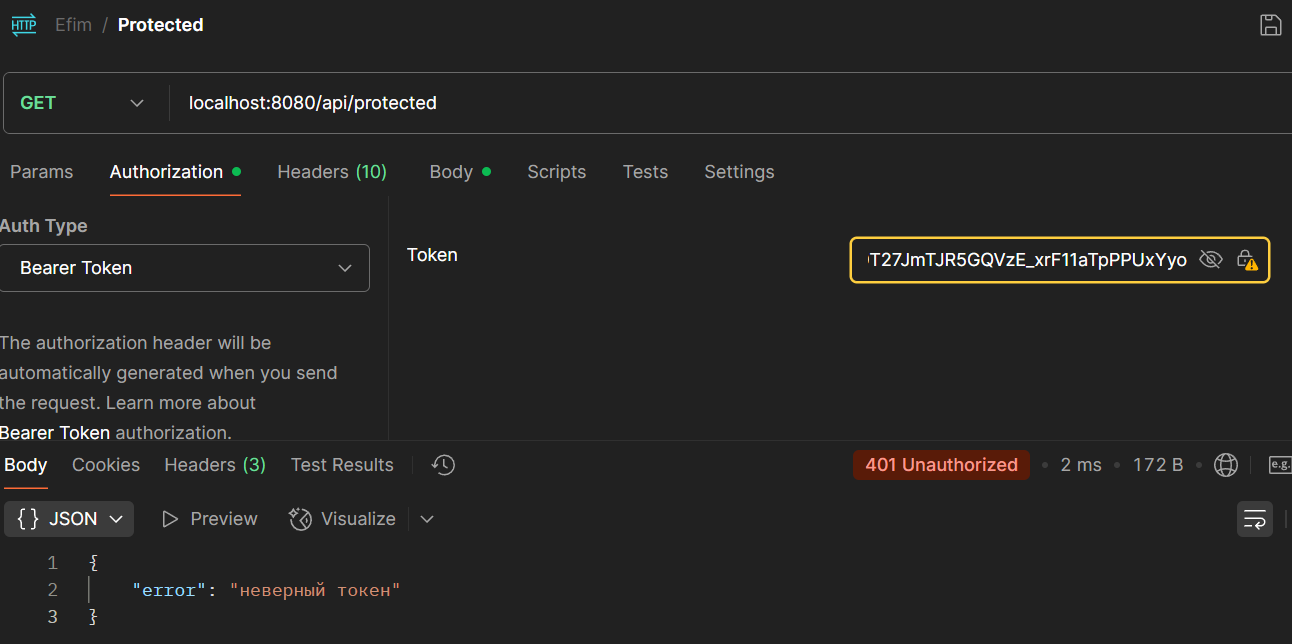 HTTP Efim / Protected
GET localhost:8080/api/protected
Params Authorization Headers (10) Body Scripts Tests Settings
Auth Type
Bearer Token
Token
T27JmTJR5GQVzE_xrF11aTpPPUxYyo
The authorization header will be
automatically generated when you send
the request. Learn more about
Bearer Token authorization.
Body Cookies Headers (3) Test Results 401 Unauthorized • 2 ms • 172 B • e.g.
{} JSON Preview Visualize
1 {
2 "error": "неверный токен"
3 }